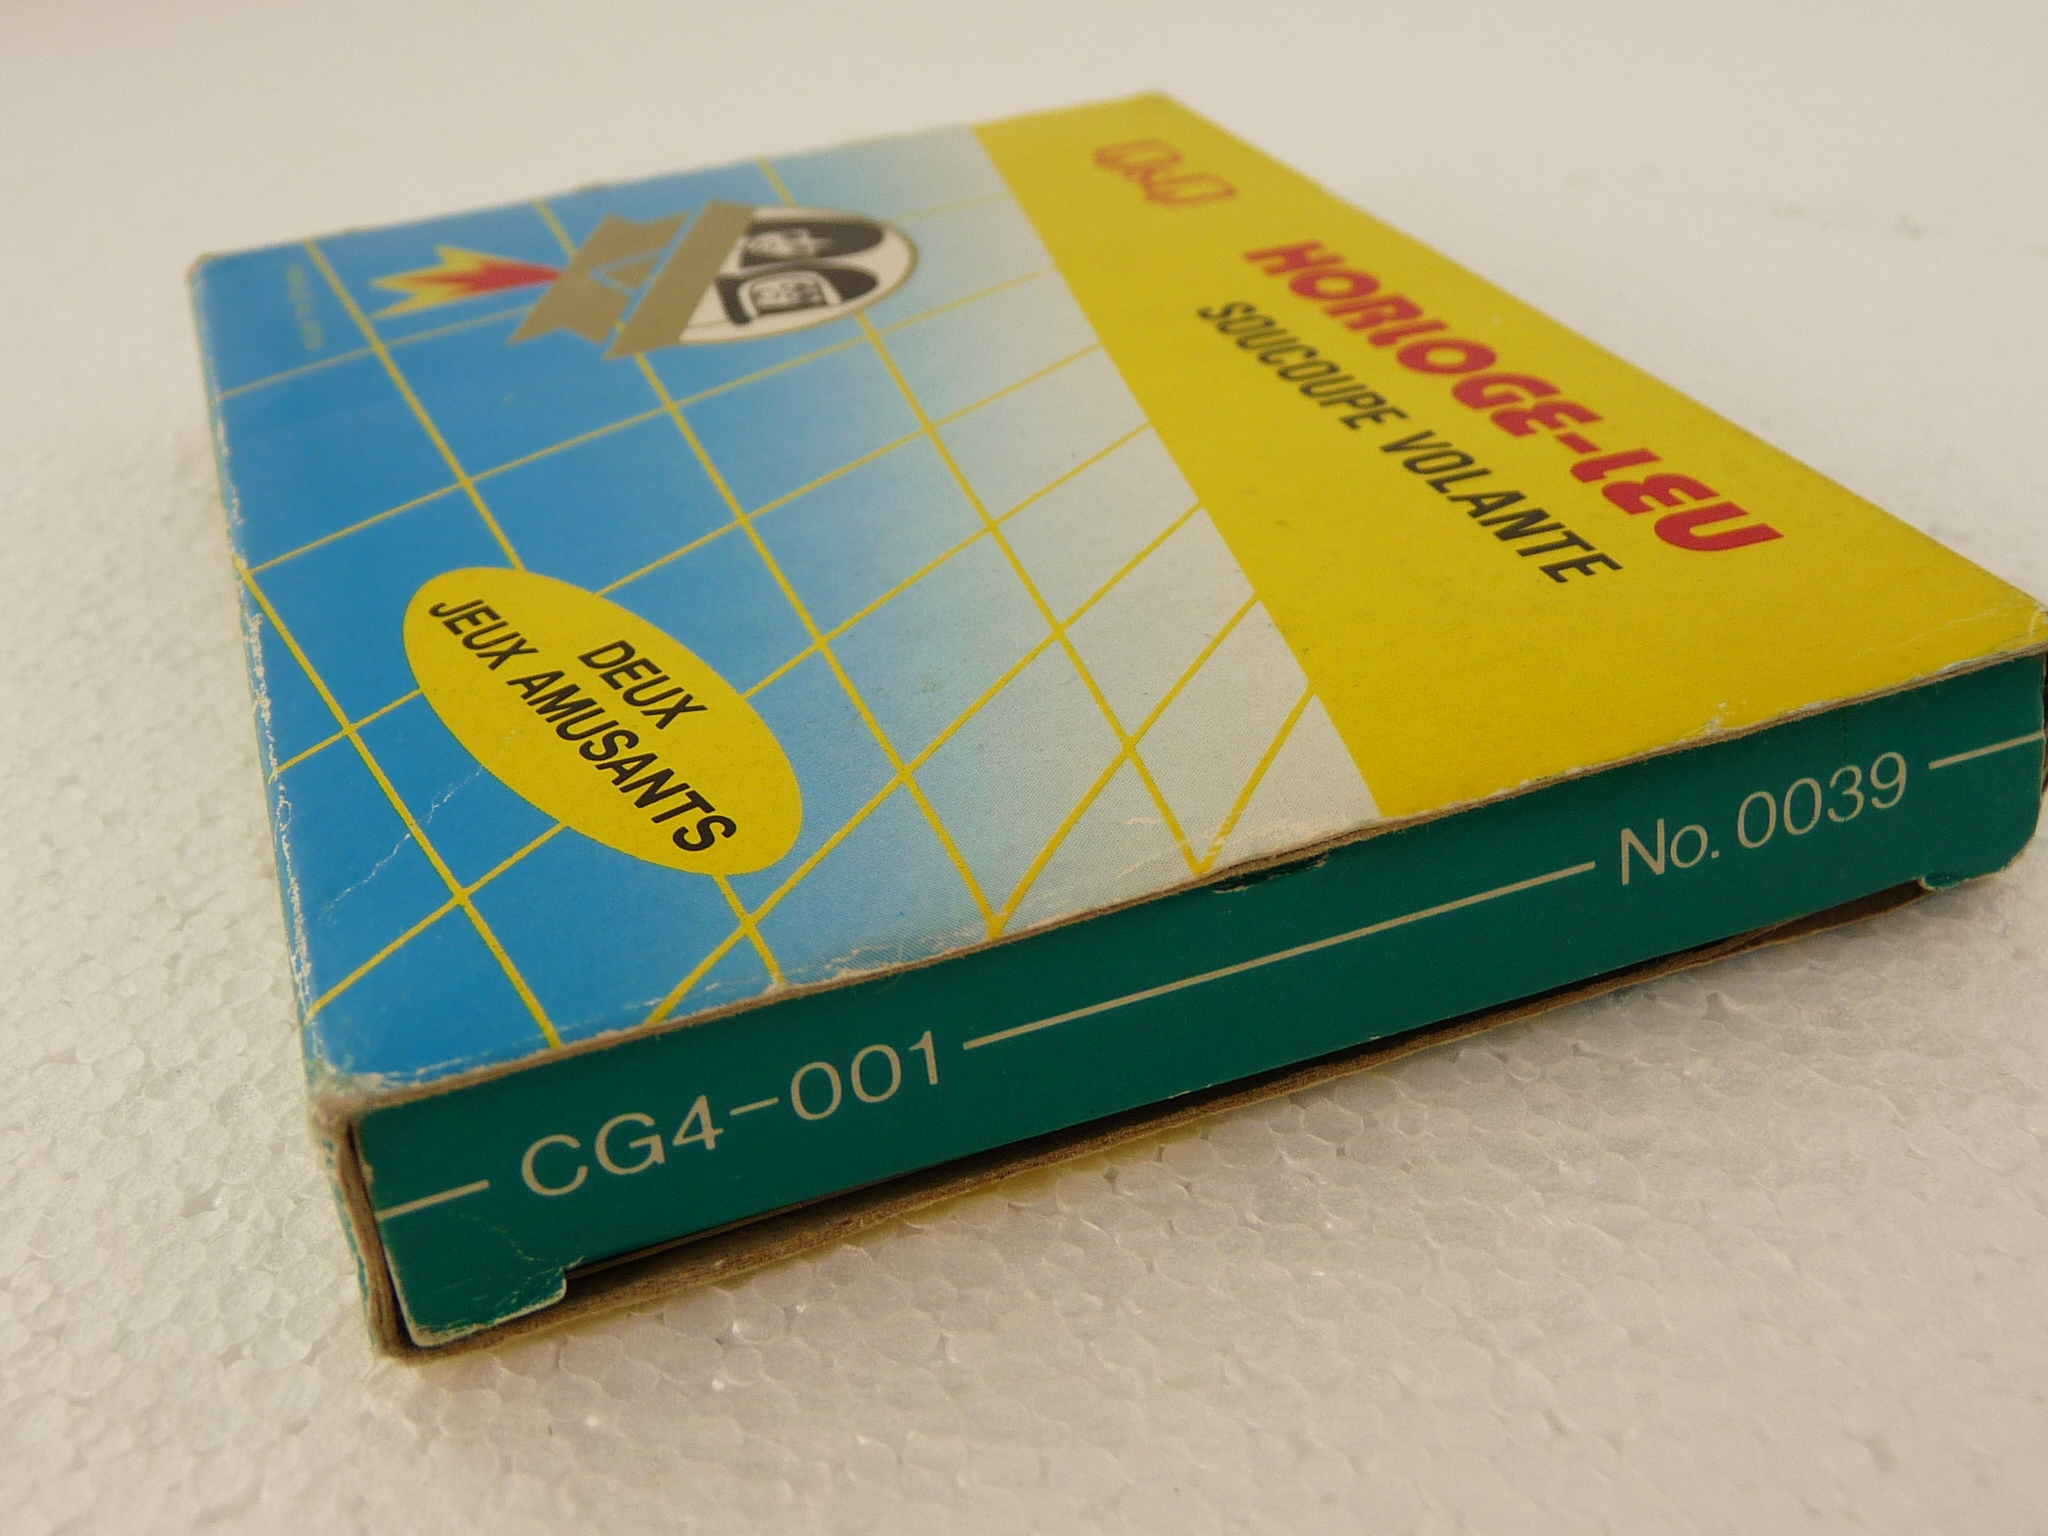 Q&Q
HORLOGE-JEU
SOUCOUPE VOLANTE
DEUX
JEUX AMUSANTS
CG4-001
No. 0039